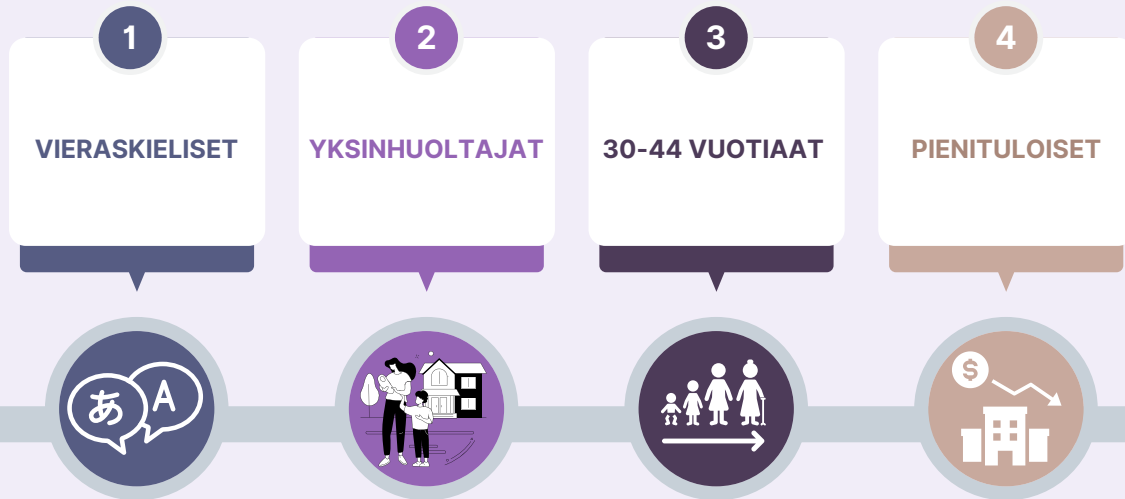 1
VIERASKIELISET
2
YKSINHUOLTAJAT
3
30-44 VUOTIAAT
4
PIENITULOISET
あ
A
$